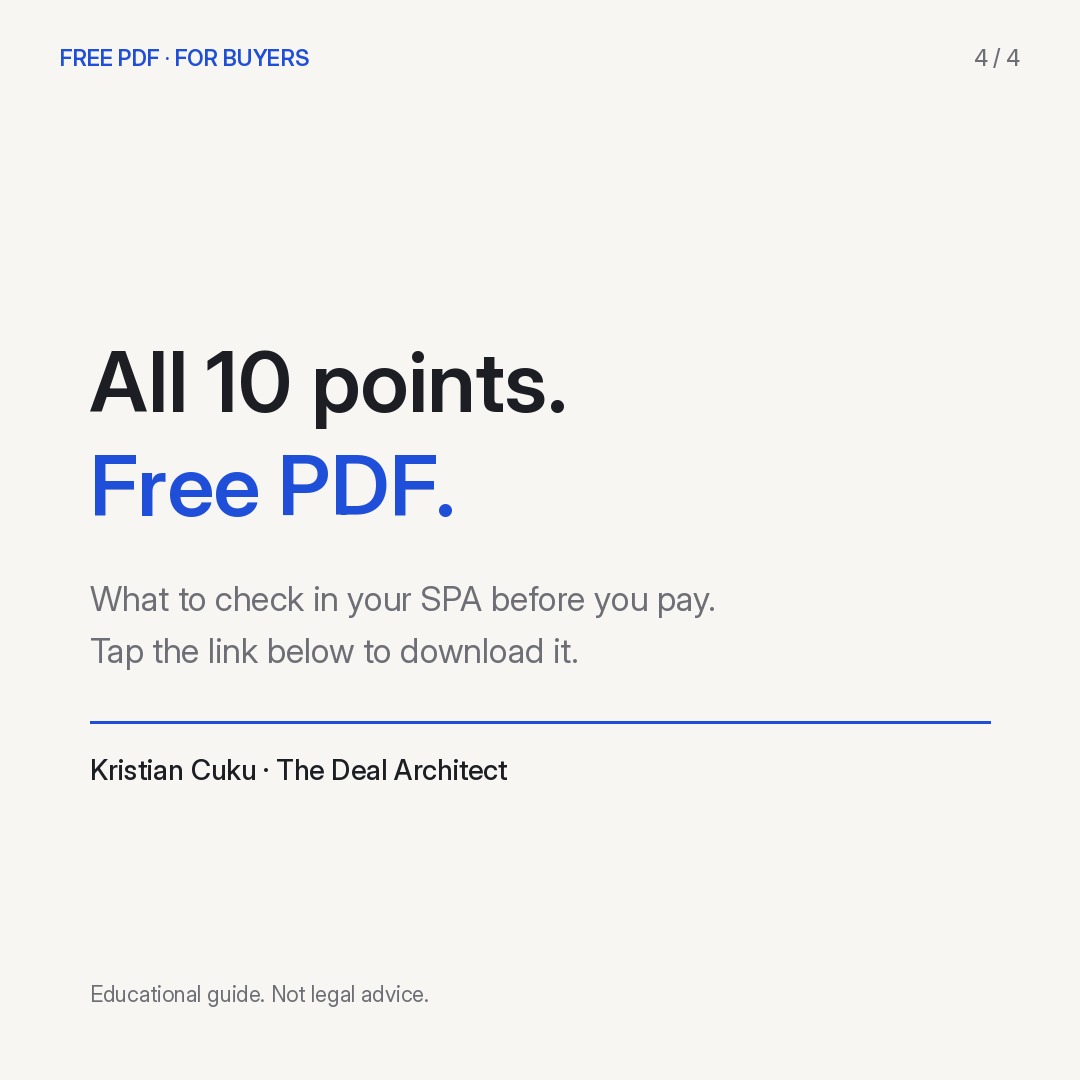 FREE PDF · FOR BUYERS
4 / 4
All 10 points.
Free PDF.
What to check in your SPA before you pay.
Tap the link below to download it.
Kristian Cuku · The Deal Architect
Educational guide. Not legal advice.